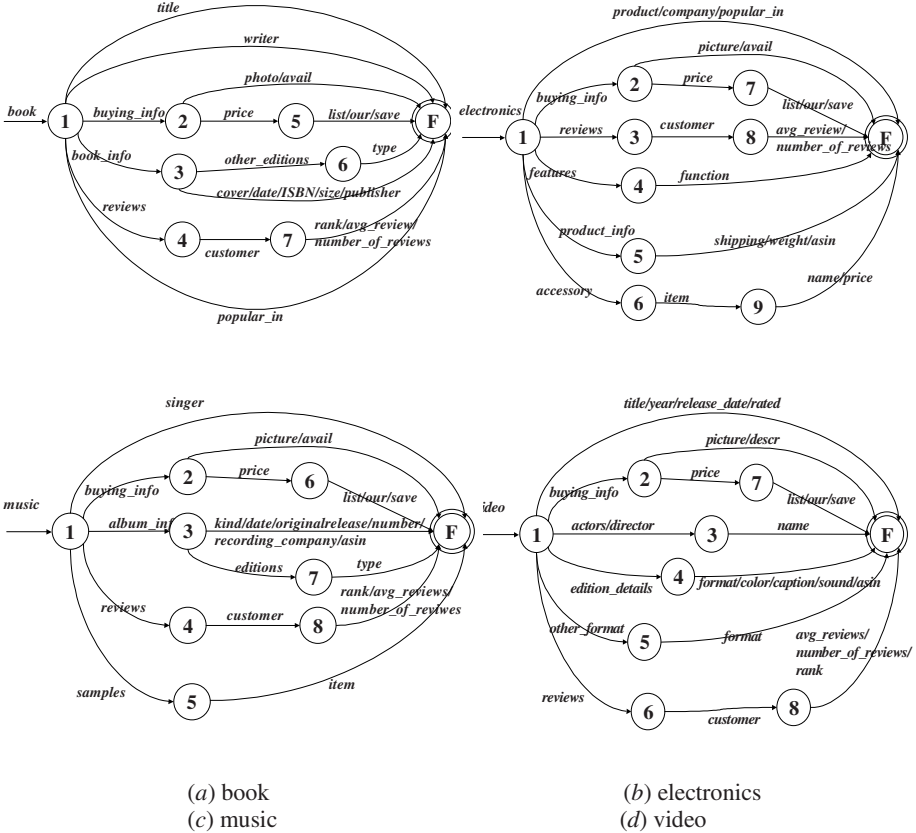 title
writer
photo/avail
book
1
buying_info
2
price
5
list/our/save
F
book_info
3
other_editions
6
type
cover/date/ISBN/size/publisher
reviews
4
customer
7
rank/avg_review/
number_of_reviews
popular_in
product/company/popular_in
picture/avail
buying_info
2
price
7
list/our/save
electronics
1
reviews
3
customer
8
avg_review/
number_of_reviews
F
features
4
function
product_info
5
shipping/weight/asin
accessory
6
item
9
name/price
singer
picture/avail
buying_info
2
price
6
list/our/save
music
1
album_inf
3
kind/date/originalrelease/number/
recording_company/asin
F
editions
7
type
reviews
4
customer
8
rank/avg_reviews/
number_of_reviwes
samples
5
item
title/year/release_date/rated
picture/descr
buying_info
2
price
7
list/our/save
ideo
1
actors/director
3
name
F
edition_details
4
format/color/caption/sound/asin
other_format
5
format
avg_reviews/
number_of_reviews/
rank
reviews
6
customer
8
(a) book
(b) electronics
(c) music
(d) video